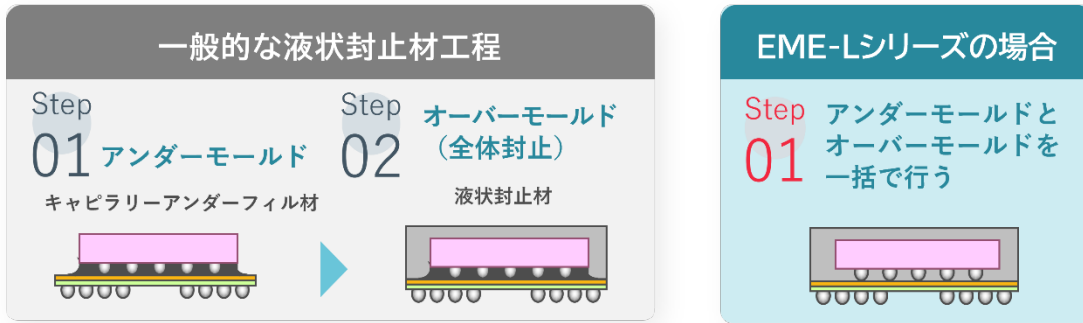 一般的な液状封止材工程
Step
01 アンダーモールド
キャピラリーアンダーフィル材
Step
02
オーバーモールド
（全体封止）
液状封止材
EME-Lシリーズの場合
Step
01
アンダーモールドと
オーバーモールドを
一括で行う